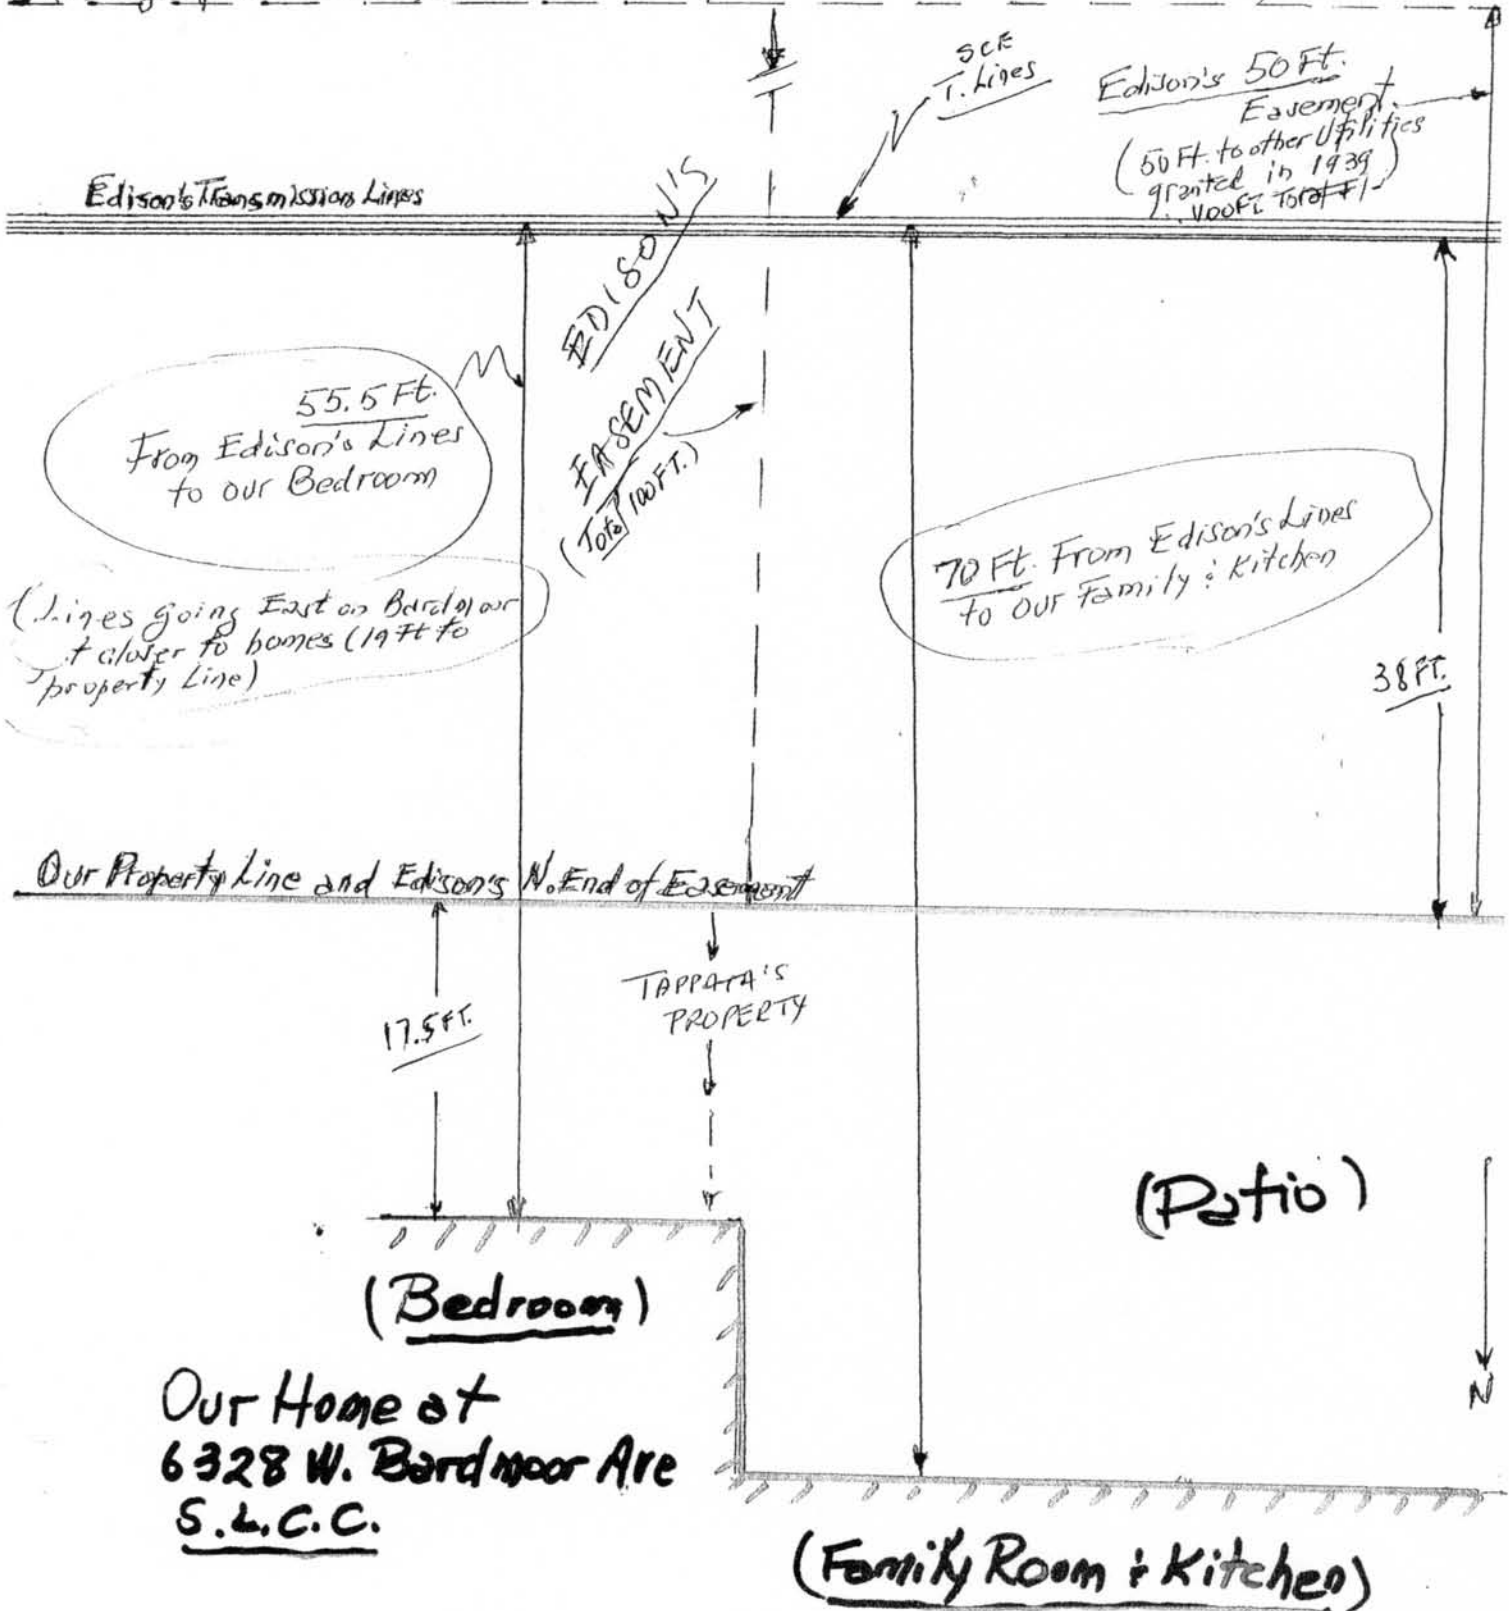 SCE
T. Lines
Edison's 50 Ft.
Easement
(50 Ft. to other Utilities
granted in 1939)
Edison's Transmission Lines
EDISON'S
EASEMENT
(Total 100 FT.)
55.5 Ft.
From Edison's Lines
to our Bedroom
70 Ft. From Edison's Lines
to our Family & Kitchen
(Lines going East on Bardmoor
closer to homes (19 Ft to
property Line)
38 FT.
Our Property Line and Edison's N. End of Easement
17.5 FT.
TAPPATA'S
PROPERTY
(Patio)
N
(Bedroom)
Our Home at
6328 W. Bardmoor Ave
S.L.C.C.
(Family Room & Kitchen)